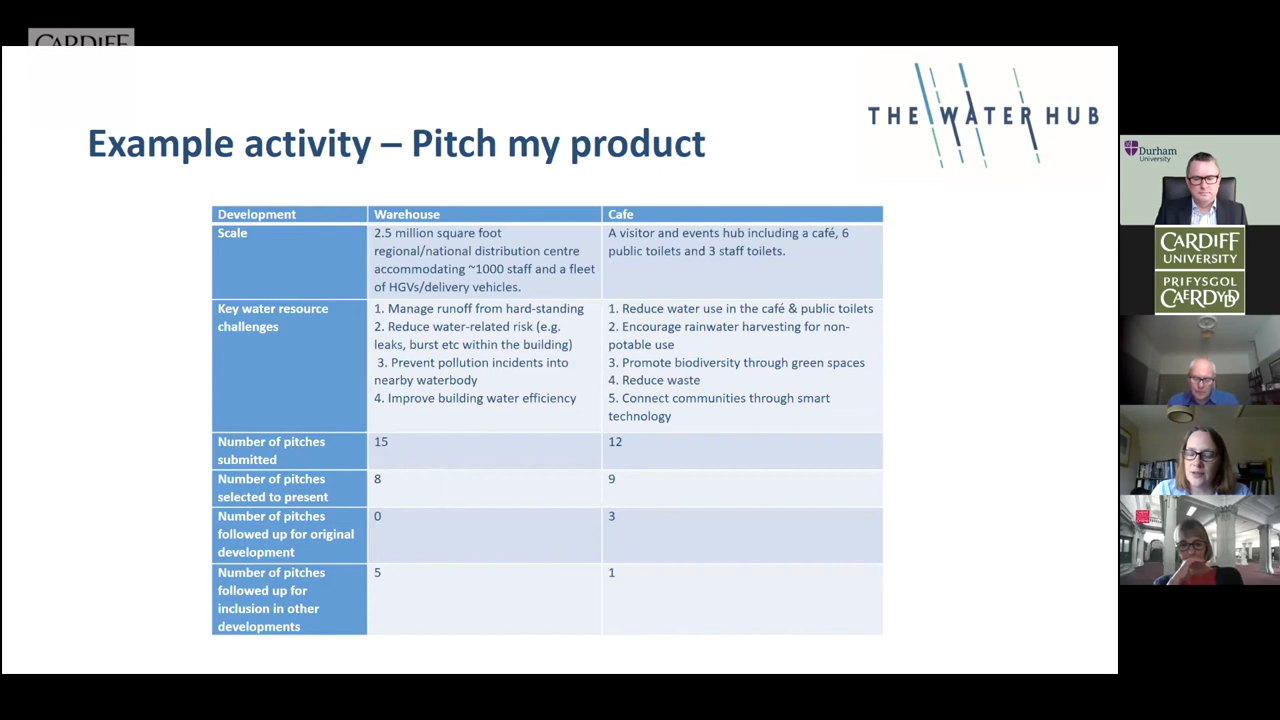 CARDIFF
THE WATER HUB
Example activity – Pitch my product
Development
Warehouse
Cafe
Scale
2.5 million square foot
regional/national distribution centre
accommodating ~1000 staff and a fleet
of HGVs/delivery vehicles.
A visitor and events hub including a café, 6
public toilets and 3 staff toilets.
Key water resource
challenges
1. Manage runoff from hard-standing
2. Reduce water-related risk (e.g.
leaks, burst etc within the building)
3. Prevent pollution incidents into
nearby waterbody
4. Improve building water efficiency
1. Reduce water use in the café & public toilets
2. Encourage rainwater harvesting for non-
potable use
3. Promote biodiversity through green spaces
4. Reduce waste
5. Connect communities through smart
technology
Number of pitches
submitted
15
12
Number of pitches
selected to present
8
9
Number of pitches
followed up for original
development
0
3
Number of pitches
followed up for
inclusion in other
developments
5
1
Durham
University
CARDIFF
UNIVERSITY
PRIFYSGOL
CAERDYDD